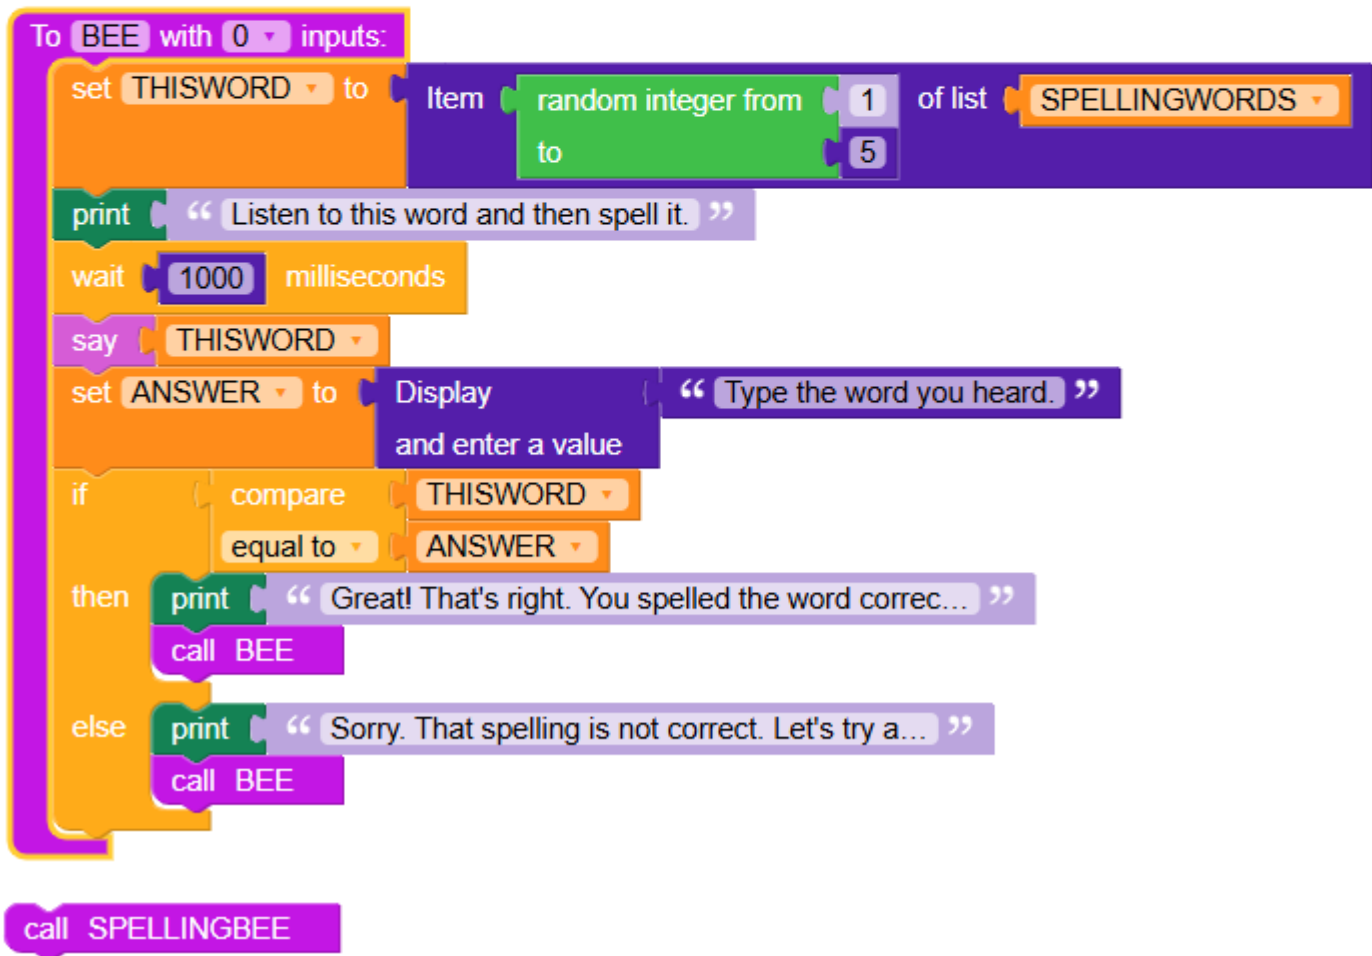 To BEE with 0 inputs:
set THISWORD to Item random integer from 1 of list SPELLINGWORDS
to 5
print “ Listen to this word and then spell it. ”
wait 1000 milliseconds
say THISWORD
set ANSWER to Display “ Type the word you heard. ”
and enter a value
if compare THISWORD
equal to ANSWER
then print “ Great! That's right. You spelled the word correc... ”
call BEE
else print “ Sorry. That spelling is not correct. Let's try a... ”
call BEE
call SPELLINGBEE